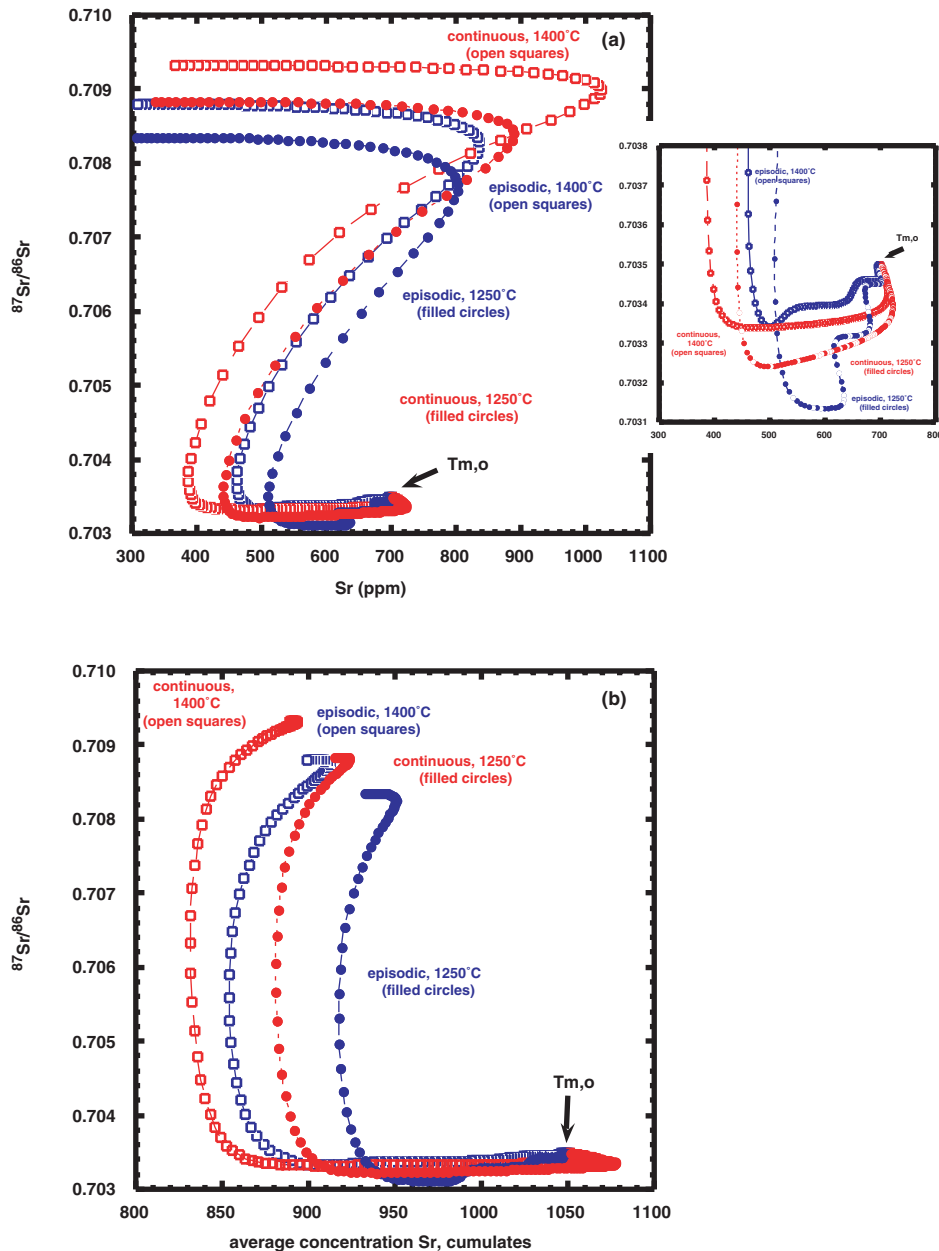 0.710
0.709
0.708
0.707
0.706
0.705
0.704
0.703
87Sr/86Sr
(a)
continuous, 1400˚C
(open squares)
episodic, 1400˚C
(open squares)
episodic, 1250˚C
(filled circles)
continuous, 1250˚C
(filled circles)
Tm,o
300 400 500 600 700 800 900 1000 1100
Sr (ppm)
0.7038
0.7037
0.7036
0.7035
0.7034
0.7033
0.7032
0.7031
episodic, 1400˚C
(open squares)
Tm,o
continuous,
1400˚C
(open squares)
continuous, 1250˚C
(filled circles)
episodic, 1250˚C
(filled circles)
300 400 500 600 700 800
0.710
0.709
0.708
0.707
0.706
0.705
0.704
0.703
87Sr/86Sr
(b)
continuous,
1400˚C
(open squares)
episodic, 1400˚C
(open squares)
continuous, 1250˚C
(filled circles)
episodic, 1250˚C
(filled circles)
Tm,o
800 850 900 950 1000 1050 1100
average concentration Sr, cumulates